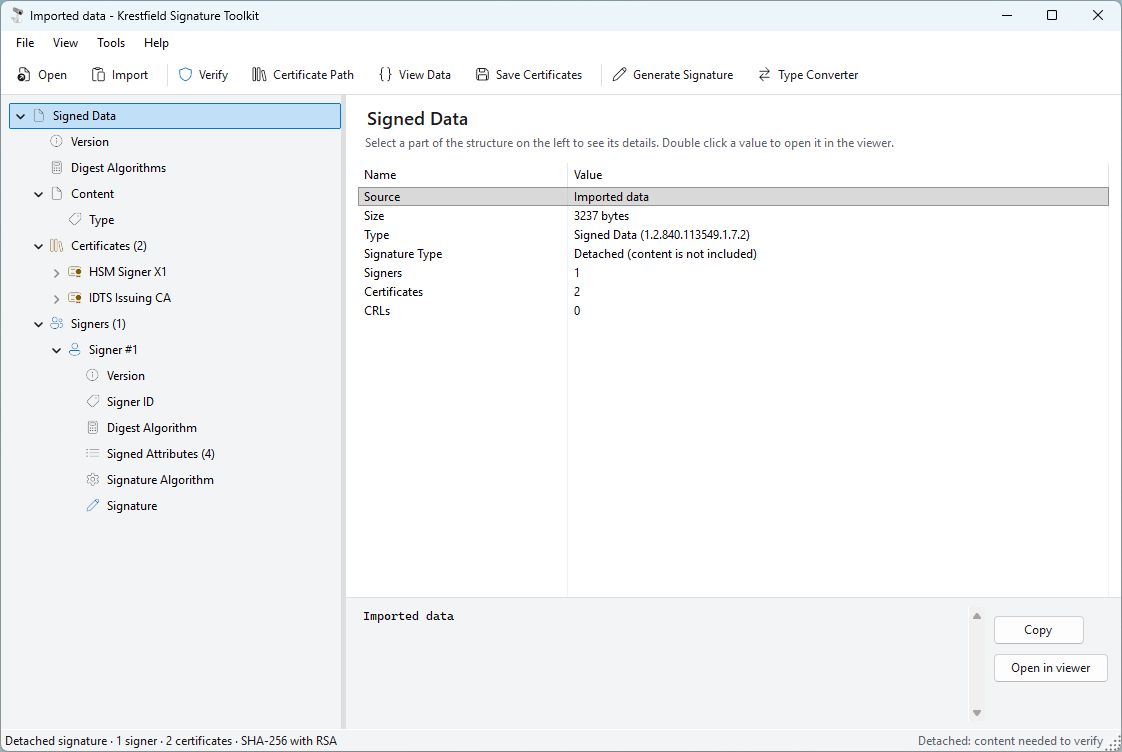 Imported data - Krestfield Signature Toolkit
File View Tools Help
Open Import Verify Certificate Path View Data Save Certificates Generate Signature Type Converter
Signed Data
Version
Digest Algorithms
Content
Type
Certificates (2)
HSM Signer X1
IDTS Issuing CA
Signers (1)
Signer #1
Version
Signer ID
Digest Algorithm
Signed Attributes (4)
Signature Algorithm
Signature
Signed Data
Select a part of the structure on the left to see its details. Double click a value to open it in the viewer.
Name Value
Source Imported data
Size 3237 bytes
Type Signed Data (1.2.840.113549.1.7.2)
Signature Type Detached (content is not included)
Signers 1
Certificates 2
CRLs 0
Imported data
Copy
Open in viewer
Detached signature · 1 signer · 2 certificates · SHA-256 with RSA
Detached: content needed to verify